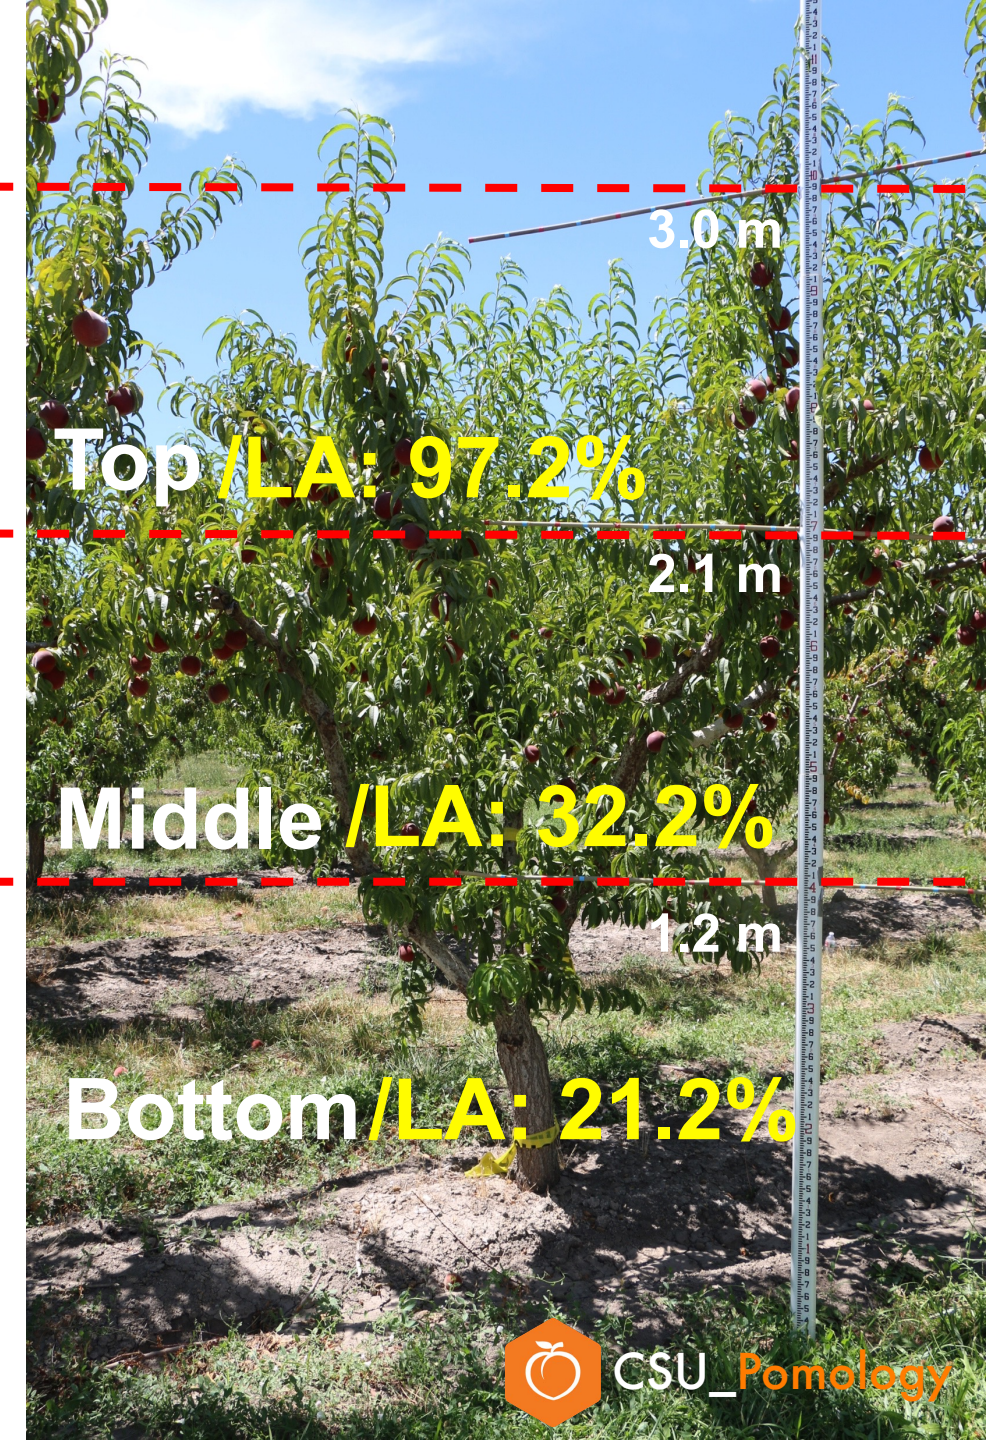 3.0 m
Top /LA: 97.2%
2.1 m
Middle /LA: 32.2%
1.2 m
Bottom /LA: 21.2%
CSU_Pomology